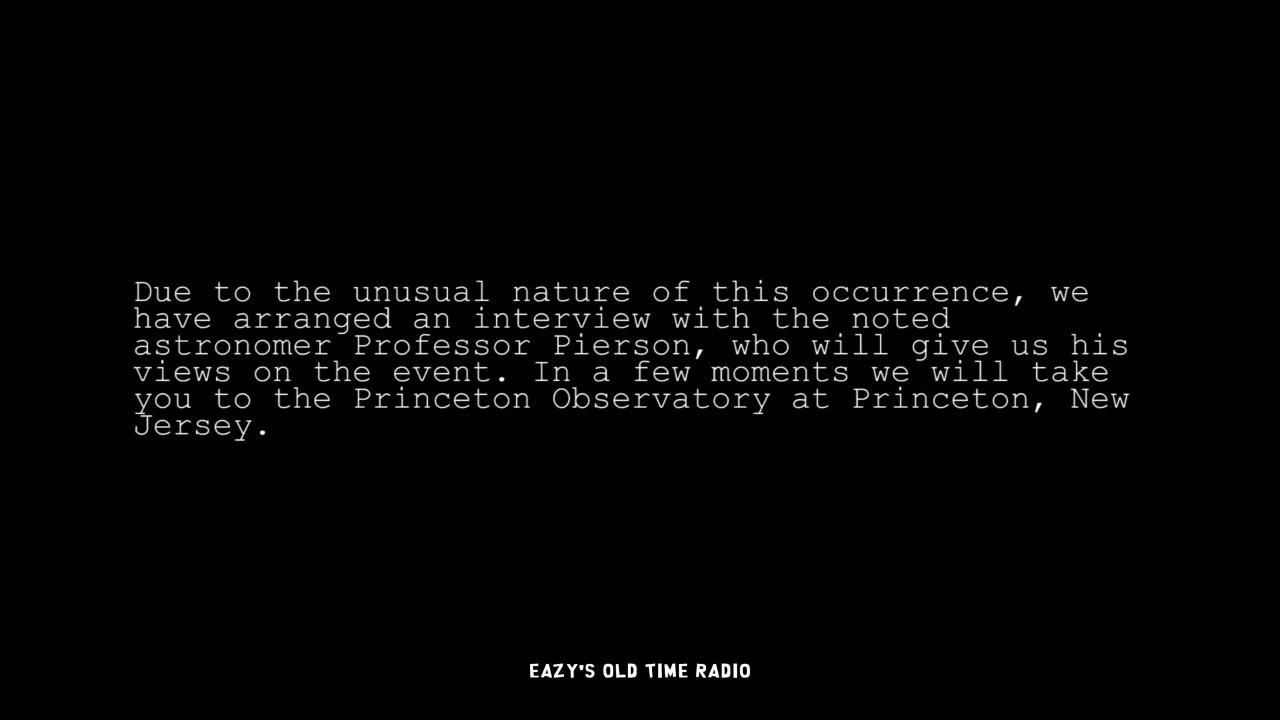 Due to the unusual nature of this occurrence, we
have arranged an interview with the noted
astronomer Professor Pierson, who will give us his
views on the event. In a few moments we will take
you to the Princeton Observatory at Princeton, New
Jersey.
EAZY'S OLD TIME RADIO